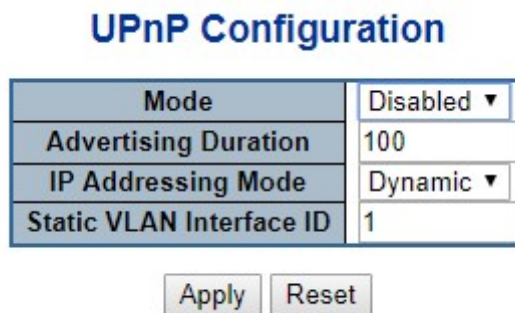 UPnP Configuration
Mode Disabled
Advertising Duration 100
IP Addressing Mode Dynamic
Static VLAN Interface ID 1
Apply Reset